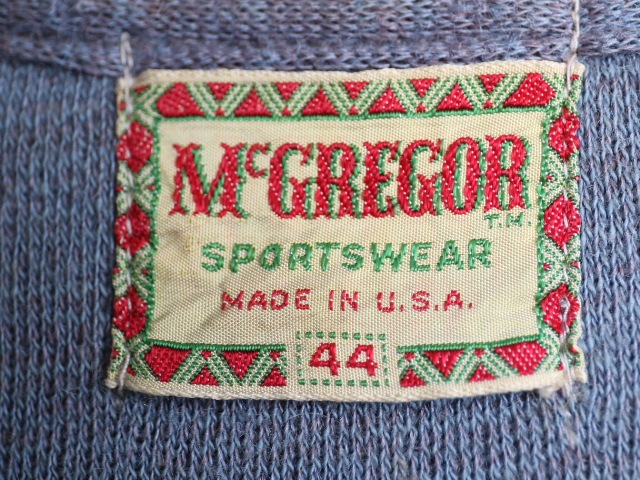 McGREGOR
T.M.
SPORTSWEAR
MADE IN U.S.A.
44